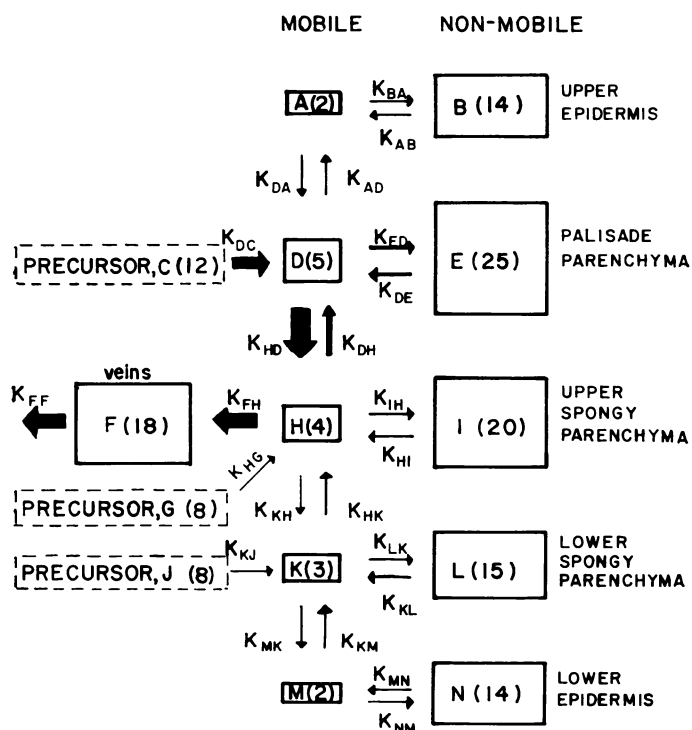 MOBILE NON-MOBILE
A(2) K_BA B(14) UPPER
K_AB EPIDERMIS
K_DA K_AD
K_DC K_ED PALISADE
PRECURSOR,C(12) D(5) E(25) PARENCHYMA
K_DE
K_HD K_DH
veins
K_FF K_FH K_IH UPPER
F(18) H(4) I(20) SPONGY
K_HI PARENCHYMA
K_HG
PRECURSOR,G(8) K_KH K_HK
K_KJ K_LK LOWER
PRECURSOR,J(8) K(3) L(15) SPONGY
K_KL PARENCHYMA
K_MK K_KM
K_MN LOWER
M(2) N(14) EPIDERMIS
K_NM